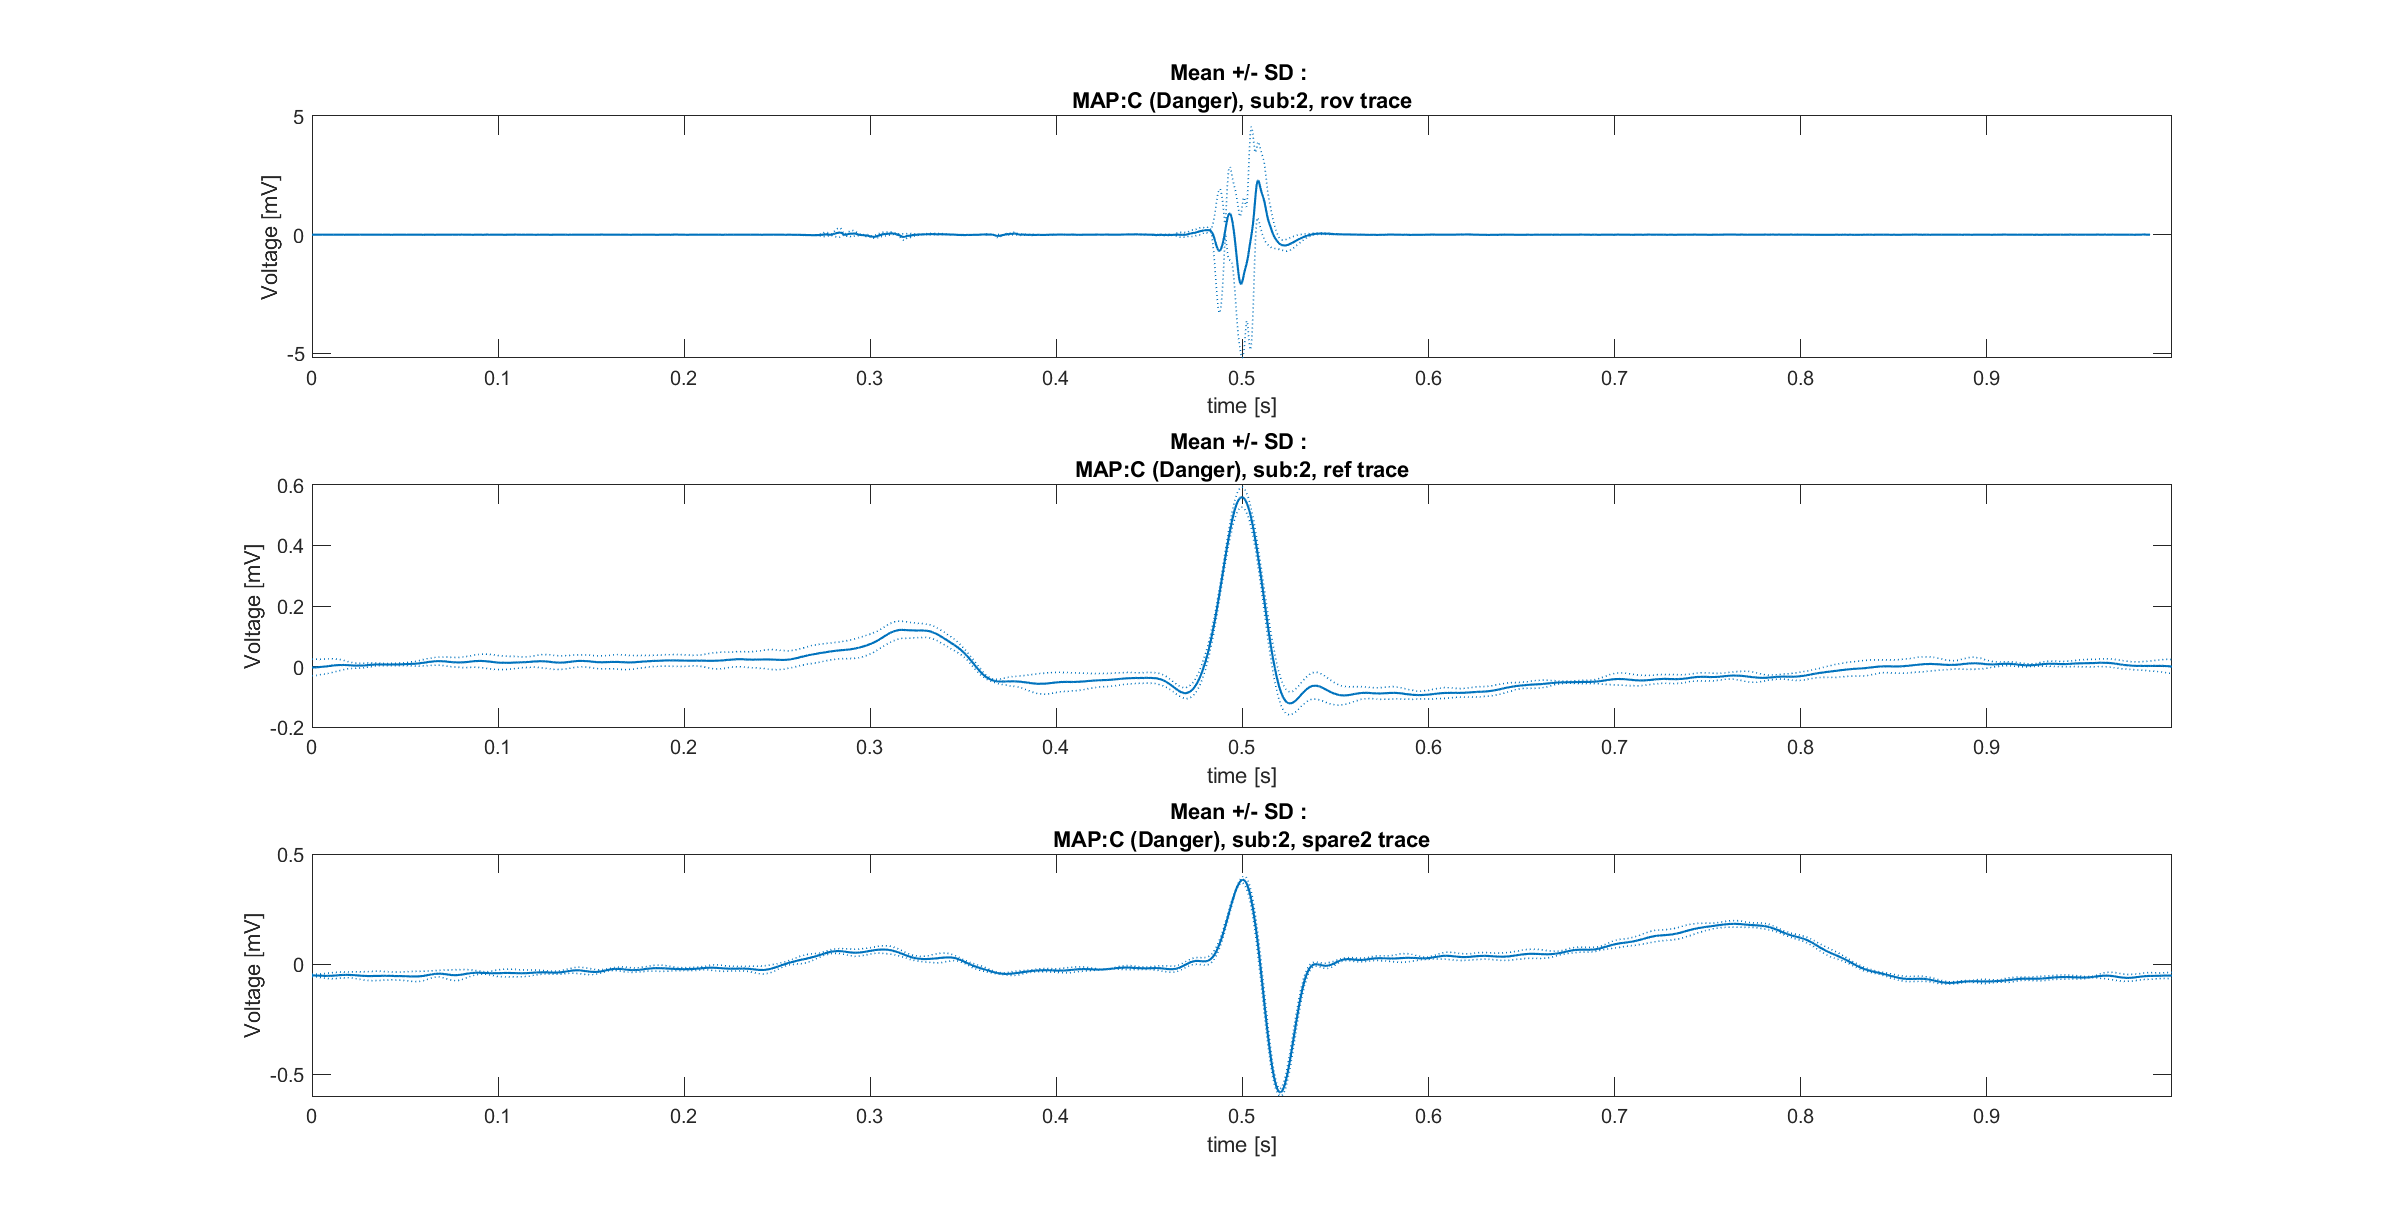 Mean +/- SD :
MAP:C (Danger), sub:2, rov trace
5
0
-5
Voltage [mV]
0 0.1 0.2 0.3 0.4 0.5 0.6 0.7 0.8 0.9
time [s]
Mean +/- SD :
MAP:C (Danger), sub:2, ref trace
0.6
0.4
0.2
0
-0.2
Voltage [mV]
0 0.1 0.2 0.3 0.4 0.5 0.6 0.7 0.8 0.9
time [s]
Mean +/- SD :
MAP:C (Danger), sub:2, spare2 trace
0.5
0
-0.5
Voltage [mV]
0 0.1 0.2 0.3 0.4 0.5 0.6 0.7 0.8 0.9
time [s]